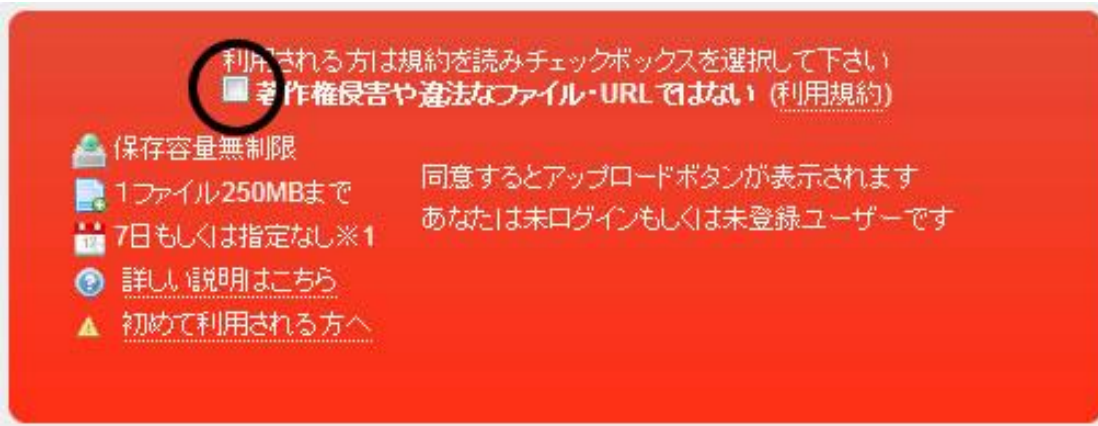 利用される方は規約を読みチェックボックスを選択して下さい
著作権侵害や違法なファイル・URLではない (利用規約)
保存容量無制限
1ファイル250MBまで
7日もしくは指定なし※1
詳しい説明はこちら
初めて利用される方へ
同意するとアップロードボタンが表示されます
あなたは未ログインもしくは未登録ユーザーです